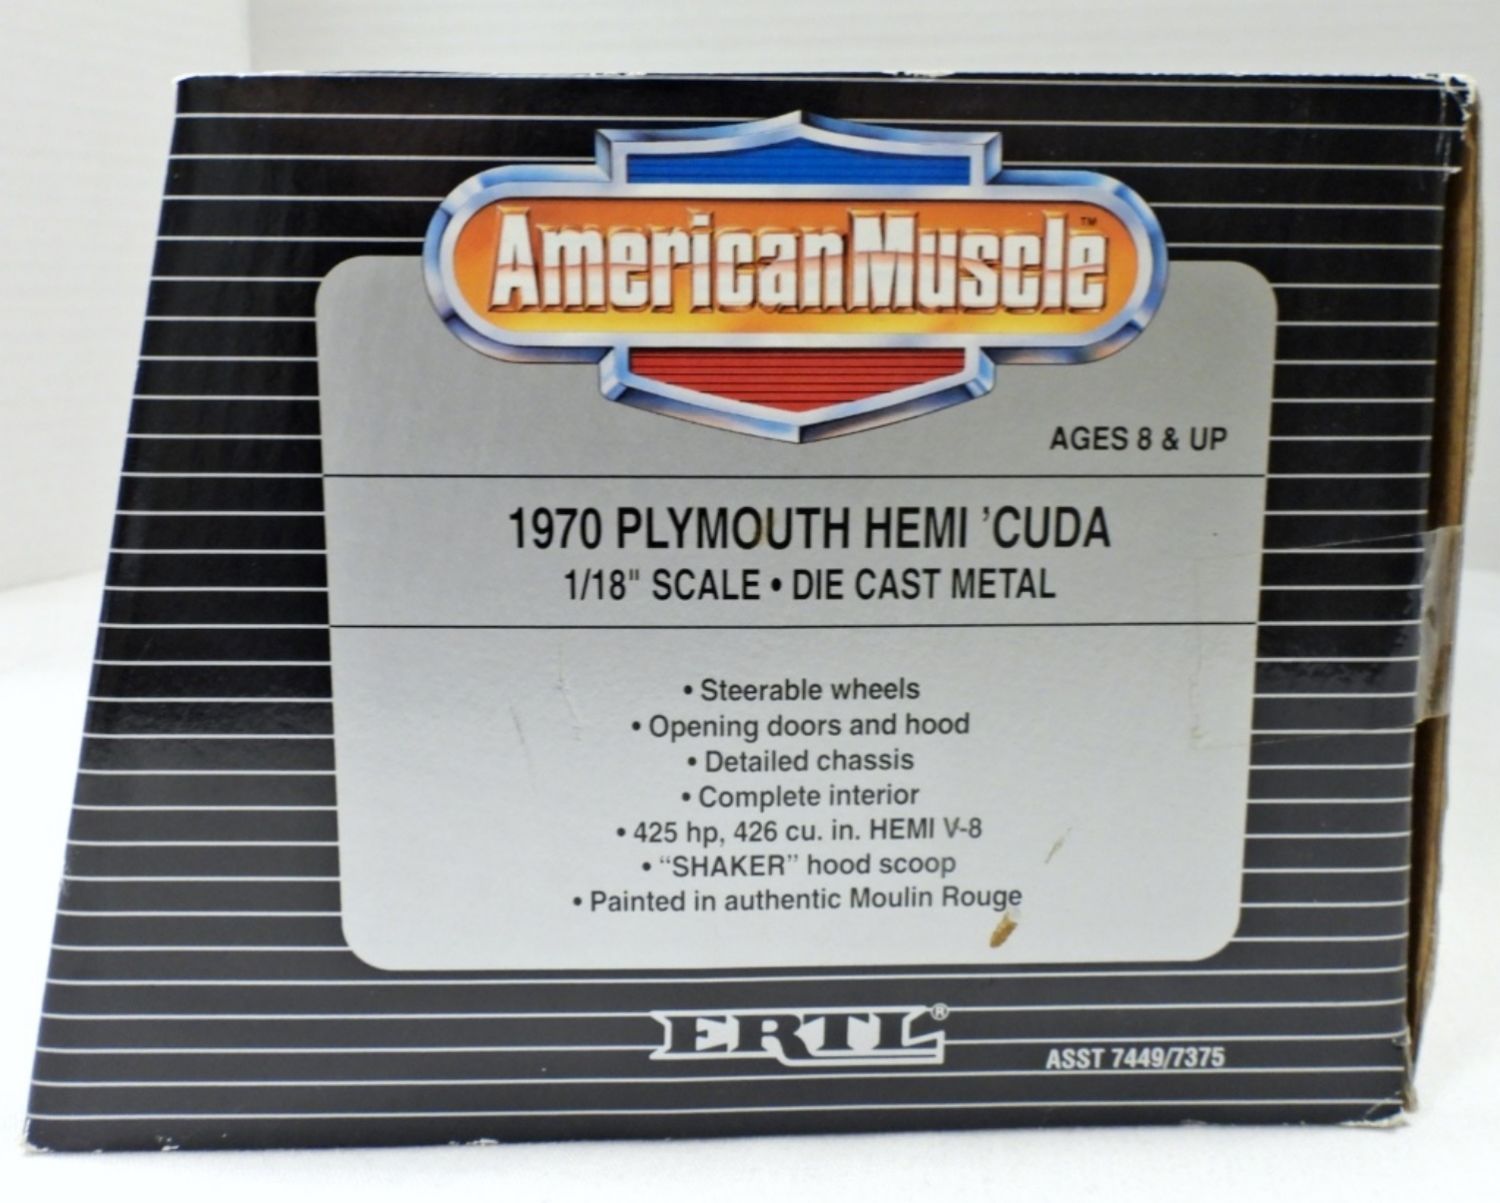 AmericanMuscle™
AGES 8 & UP
1970 PLYMOUTH HEMI 'CUDA
1/18" SCALE • DIE CAST METAL
• Steerable wheels
• Opening doors and hood
• Detailed chassis
• Complete interior
• 425 hp, 426 cu. in. HEMI V-8
• “SHAKER” hood scoop
• Painted in authentic Moulin Rouge
ERTL®
ASST 7449/7375